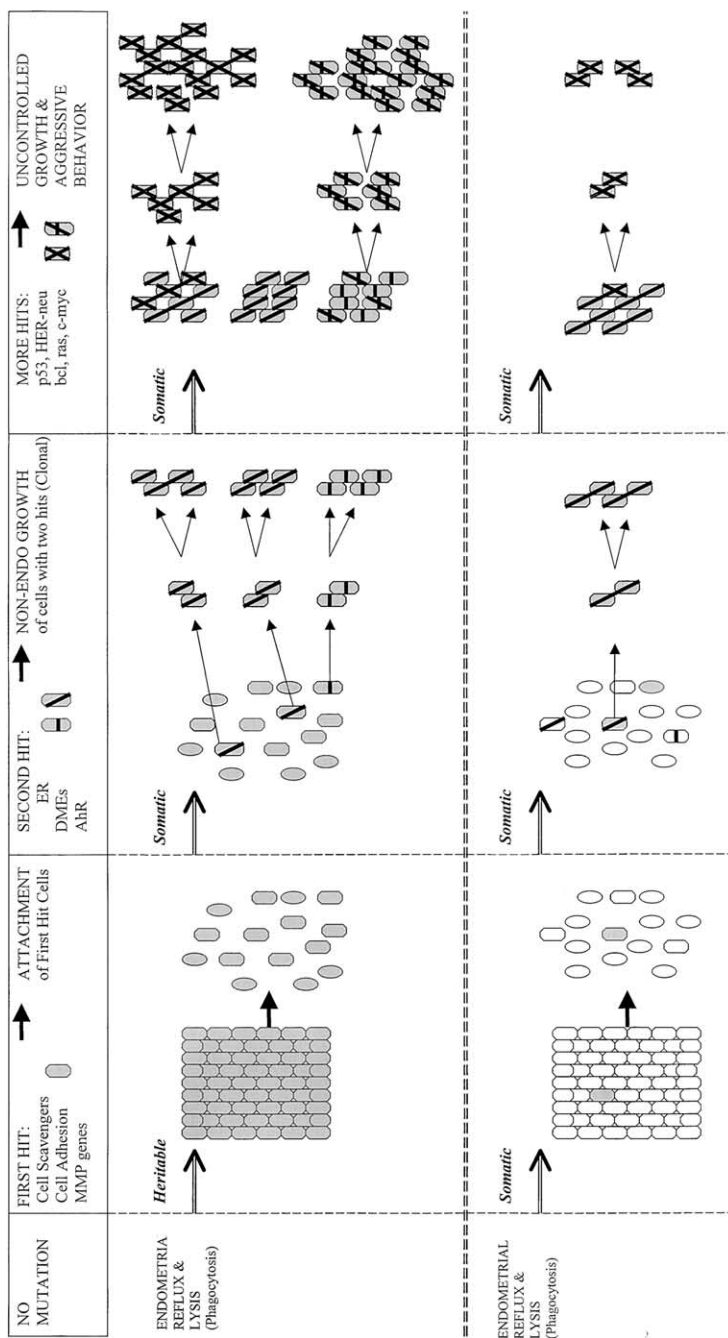 NO
MUTATION
FIRST HIT:
Cell Scavengers
Cell Adhesion
MMP genes
ATTACHMENT
of First Hit Cells
SECOND HIT:
ER
DMEs
AhR
NON-ENDO GROWTH
of cells with two hits (Clonal)
MORE HITS:
p53, HER-neu
bcl, ras, c-myc
UNCONTROLLED
GROWTH &
AGGRESSIVE
BEHAVIOR
ENDOMETRIA
REFLUX &
LYSIS
(Phagocytosis)
Heritable
Somatic
Somatic
ENDOMETRIAL
REFLUX &
LYSIS
(Phagocytosis)
Somatic
Somatic
Somatic